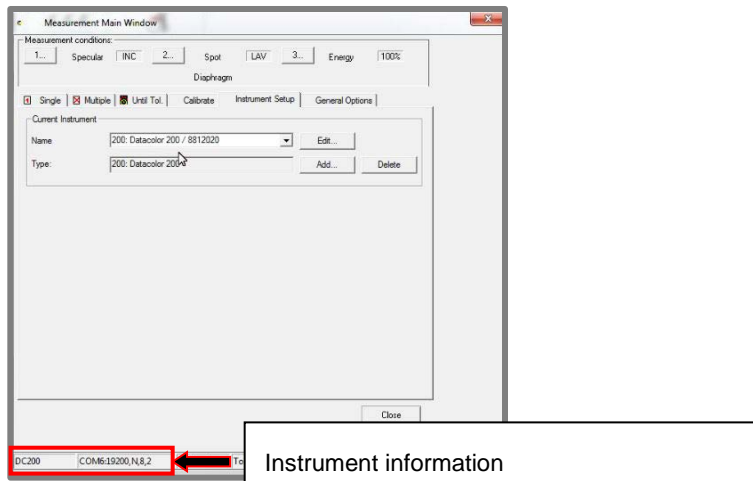 Measurement Main Window
Measurement conditions:
1... Specular INC 2... Spot LAV 3... Energy 100%
Diaphragm
Single Multiple Until Tol. Calibrate Instrument Setup General Options
Current Instrument
Name 200: Datacolor 200 / 8812020 Edit...
Type: 200: Datacolor 200 Add... Delete
Close
DC200 COM6:19200,N,8,2 To
Instrument information